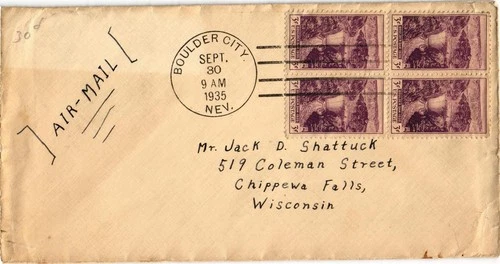 30¢
AIR-MAIL
BOULDER CITY.
SEPT.
30
9 AM
1935
NEV.
Mr. Jack D. Shattuck
519 Coleman Street,
Chippewa Falls,
Wisconsin